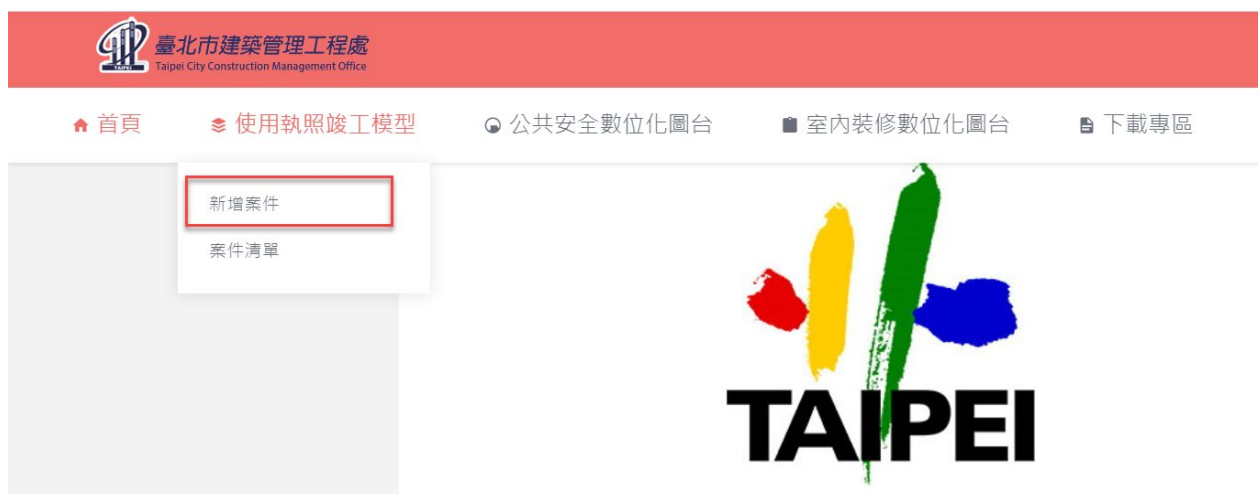 臺北市建築管理工程處
TAIPEI
Taipei City Construction Management Office
首頁 使用執照竣工模型 公共安全數位化圖台 室內裝修數位化圖台 下載專區
新增案件
案件清單
TAIPEI